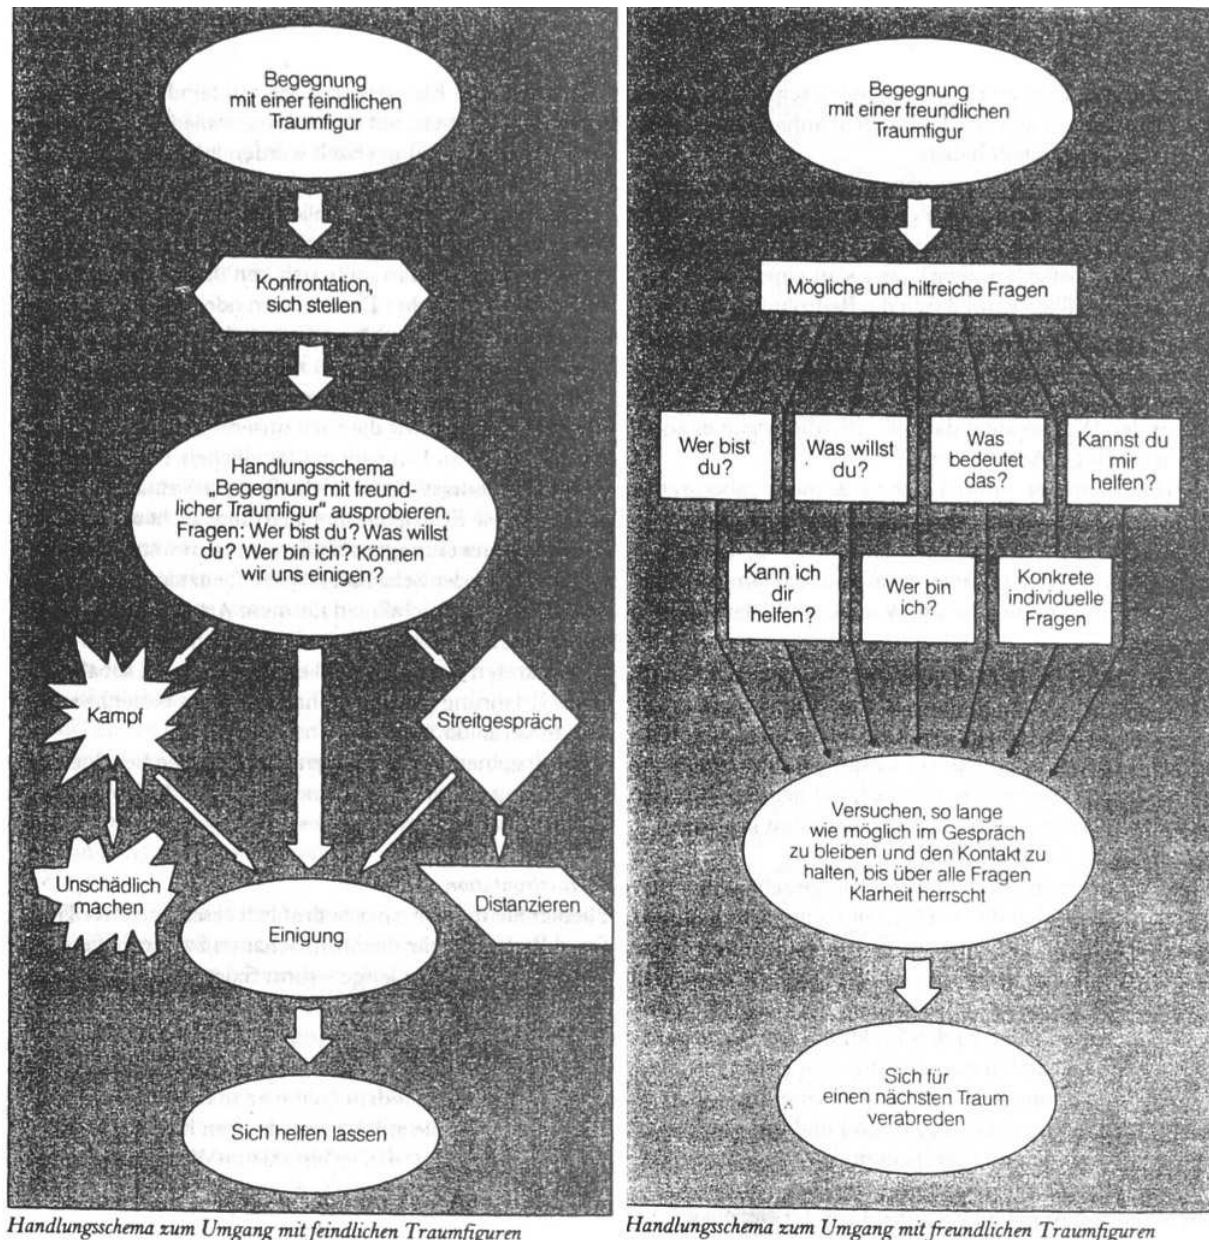 Begegnung
mit einer feindlichen
Traumfigur
Konfrontation,
sich stellen
Handlungsschema
„Begegnung mit freund-
licher Traumfigur“ ausprobieren.
Fragen: Wer bist du? Was willst
du? Wer bin ich? Können
wir uns einigen?
Kampf
Streitgespräch
Unschädlich
machen
Distanzieren
Einigung
Sich helfen lassen
Handlungsschema zum Umgang mit feindlichen Traumfiguren
Begegnung
mit einer freundlichen
Traumfigur
Mögliche und hilfreiche Fragen
Wer bist
du?
Was willst
du?
Was
bedeutet
das?
Kannst du
mir
helfen?
Kann ich
dir
helfen?
Wer bin
ich?
Konkrete
individuelle
Fragen
Versuchen, so lange
wie möglich im Gespräch
zu bleiben und den Kontakt zu
halten, bis über alle Fragen
Klarheit herrscht
Sich für
einen nächsten Traum
verabreden
Handlungsschema zum Umgang mit freundlichen Traumfiguren